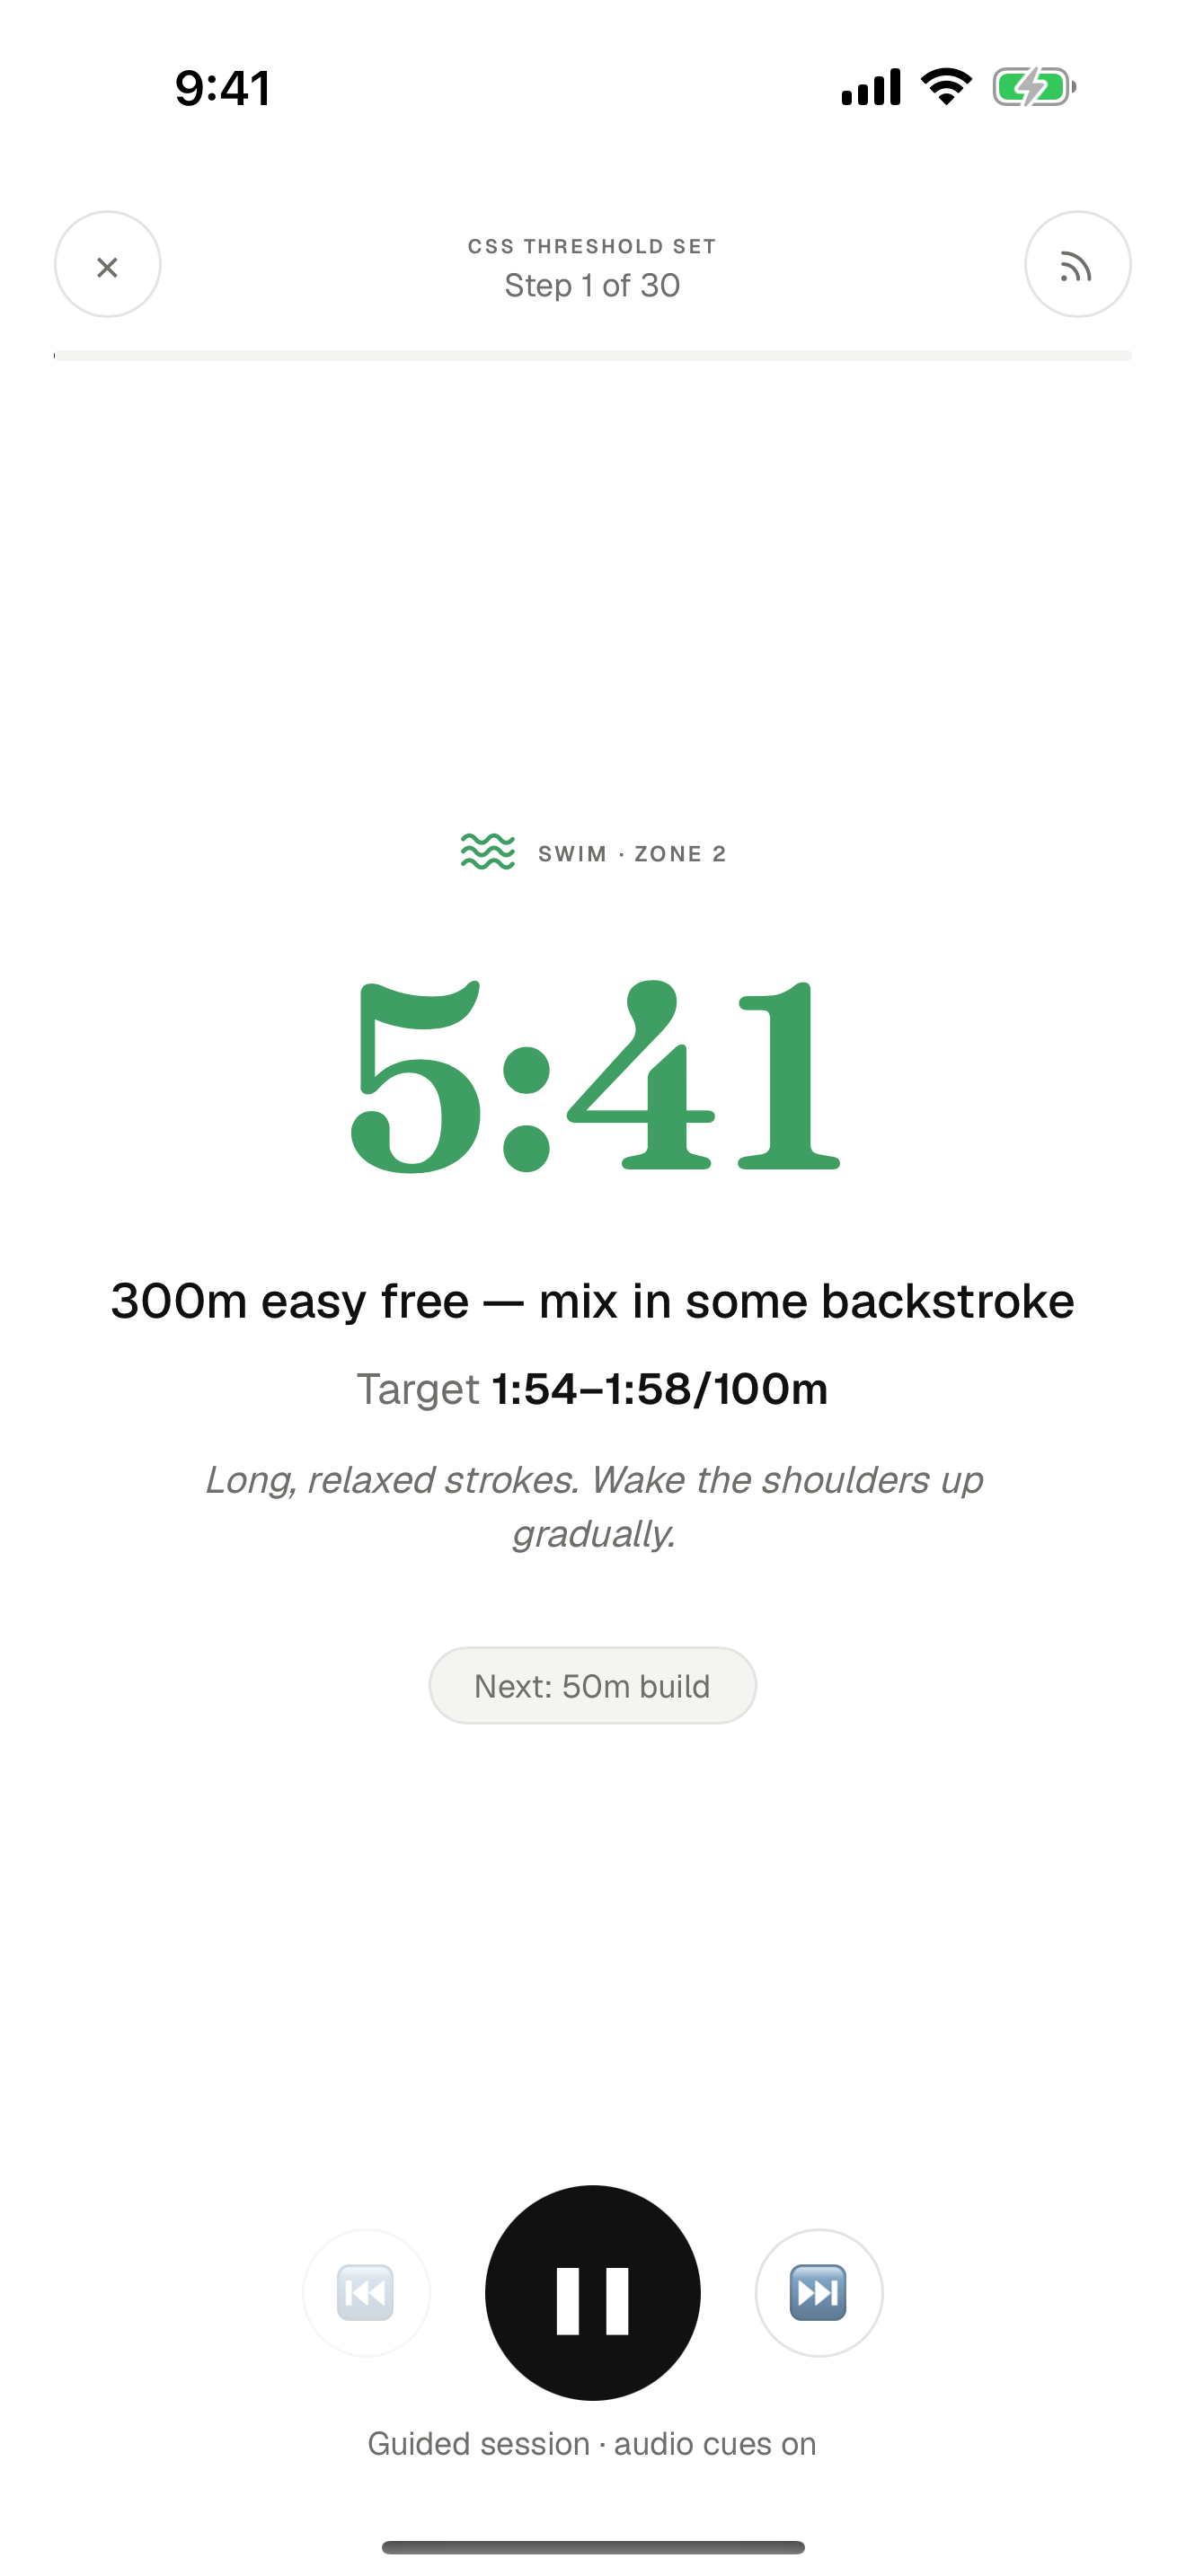 9:41
CSS THRESHOLD SET
Step 1 of 30
SWIM · ZONE 2
5:41
300m easy free — mix in some backstroke
Target 1:54–1:58/100m
Long, relaxed strokes. Wake the shoulders up
gradually.
Next: 50m build
Guided session · audio cues on